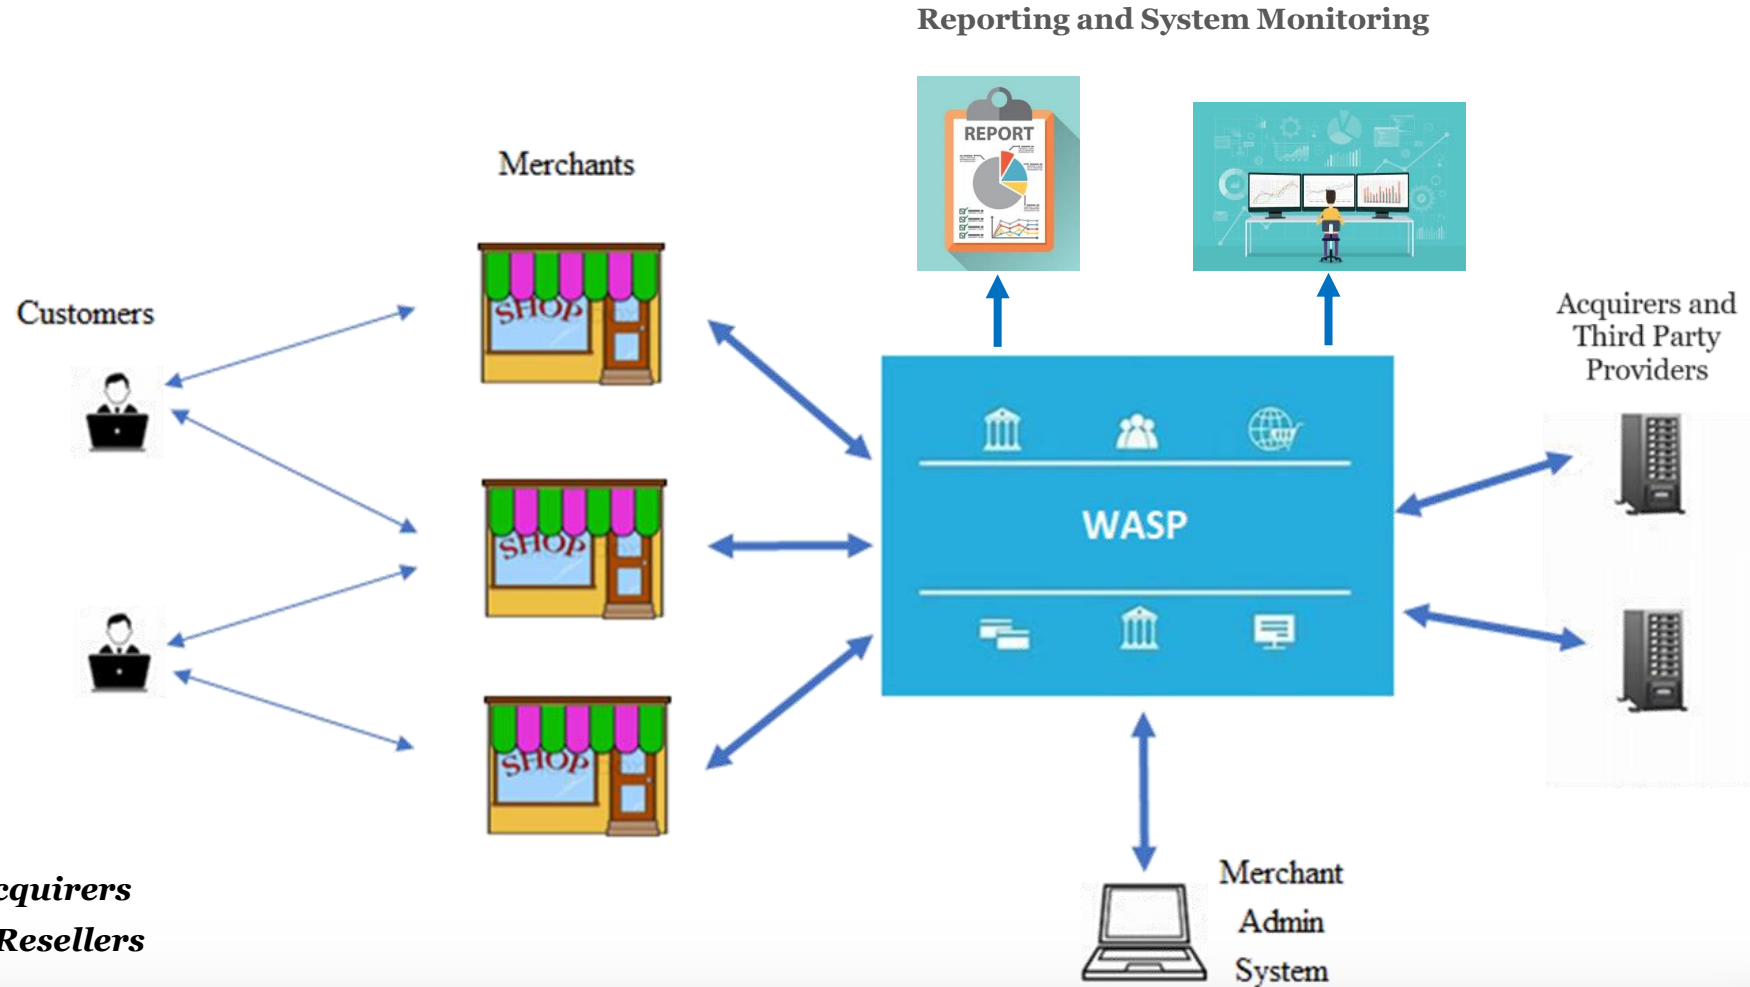 Reporting and System Monitoring
REPORT
Merchants
SHOP
Customers
Acquirers and
Third Party
Providers
SHOP
WASP
SHOP
Merchant
Admin
System
cquirers
Resellers